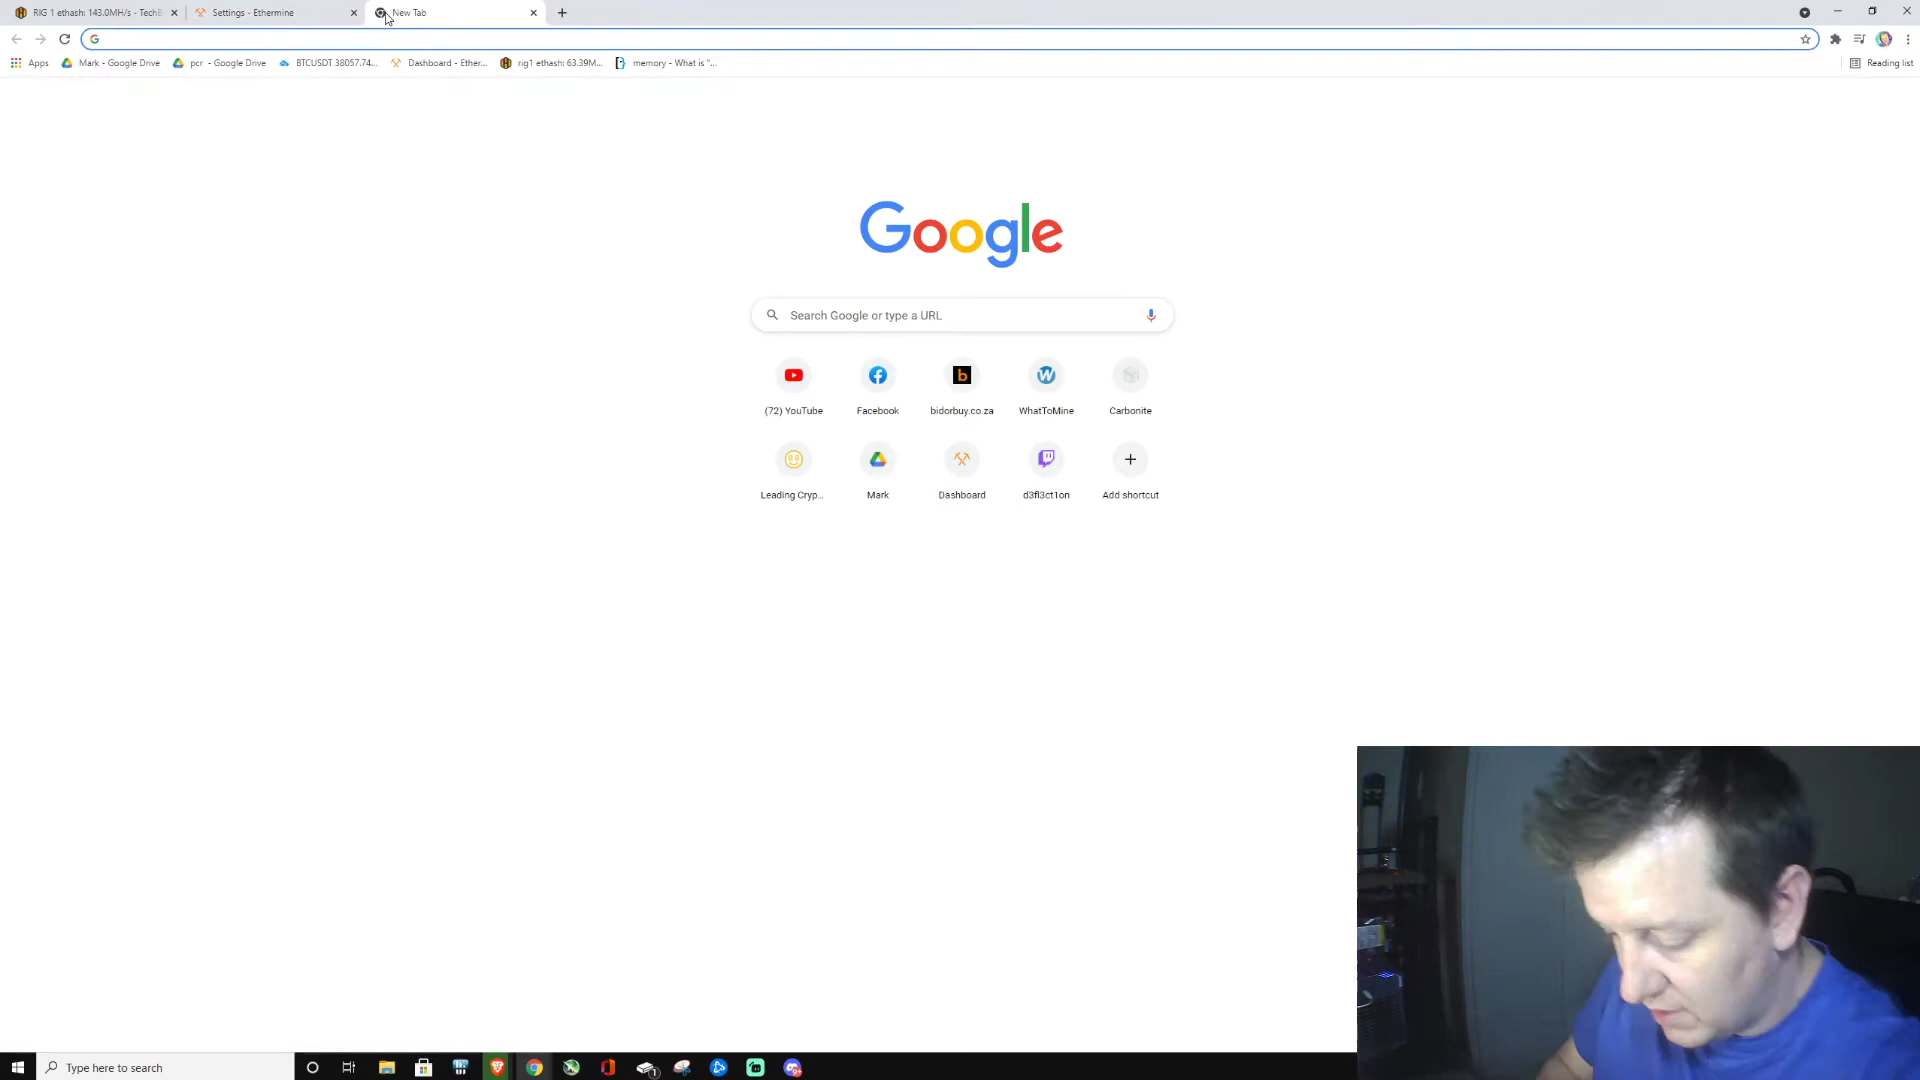 RIG 1 ethash: 143.0MH/s - TechB
Settings - Ethermine
New Tab
Apps
Mark - Google Drive
pcr - Google Drive
BTCUSDT 38057.74...
Dashboard - Ether...
rig1 ethash: 63.39M...
memory - What is "...
Reading list
Google
Search Google or type a URL
(72) YouTube
Facebook
bidorbuy.co.za
WhatToMine
Carbonite
Leading Cryp...
Mark
Dashboard
d3fl3ct1on
Add shortcut
Type here to search